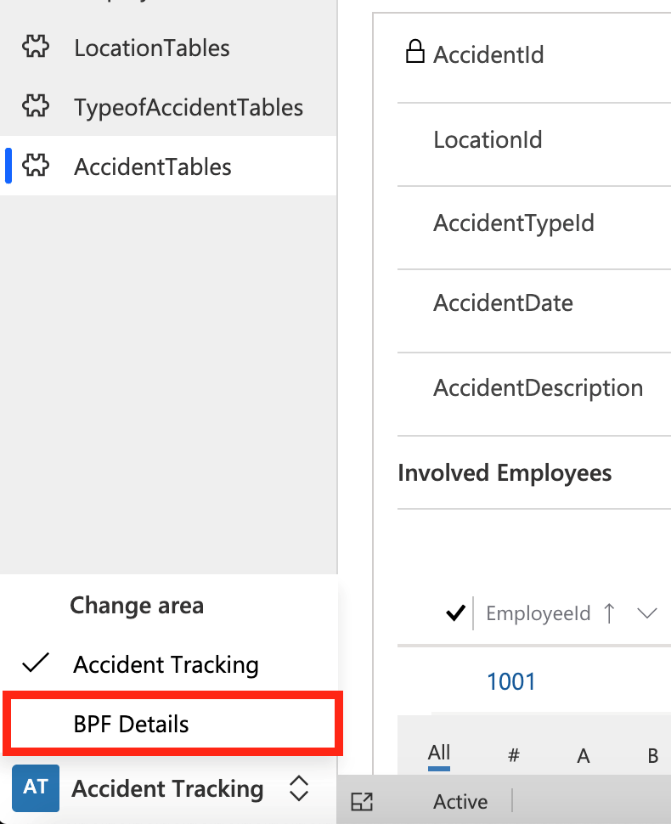 LocationTables
TypeofAccidentTables
AccidentTables
Change area
Accident Tracking
BPF Details
AT Accident Tracking
AccidentId
LocationId
AccidentTypeId
AccidentDate
AccidentDescription
Involved Employees
EmployeeId
1001
All # A B
Active